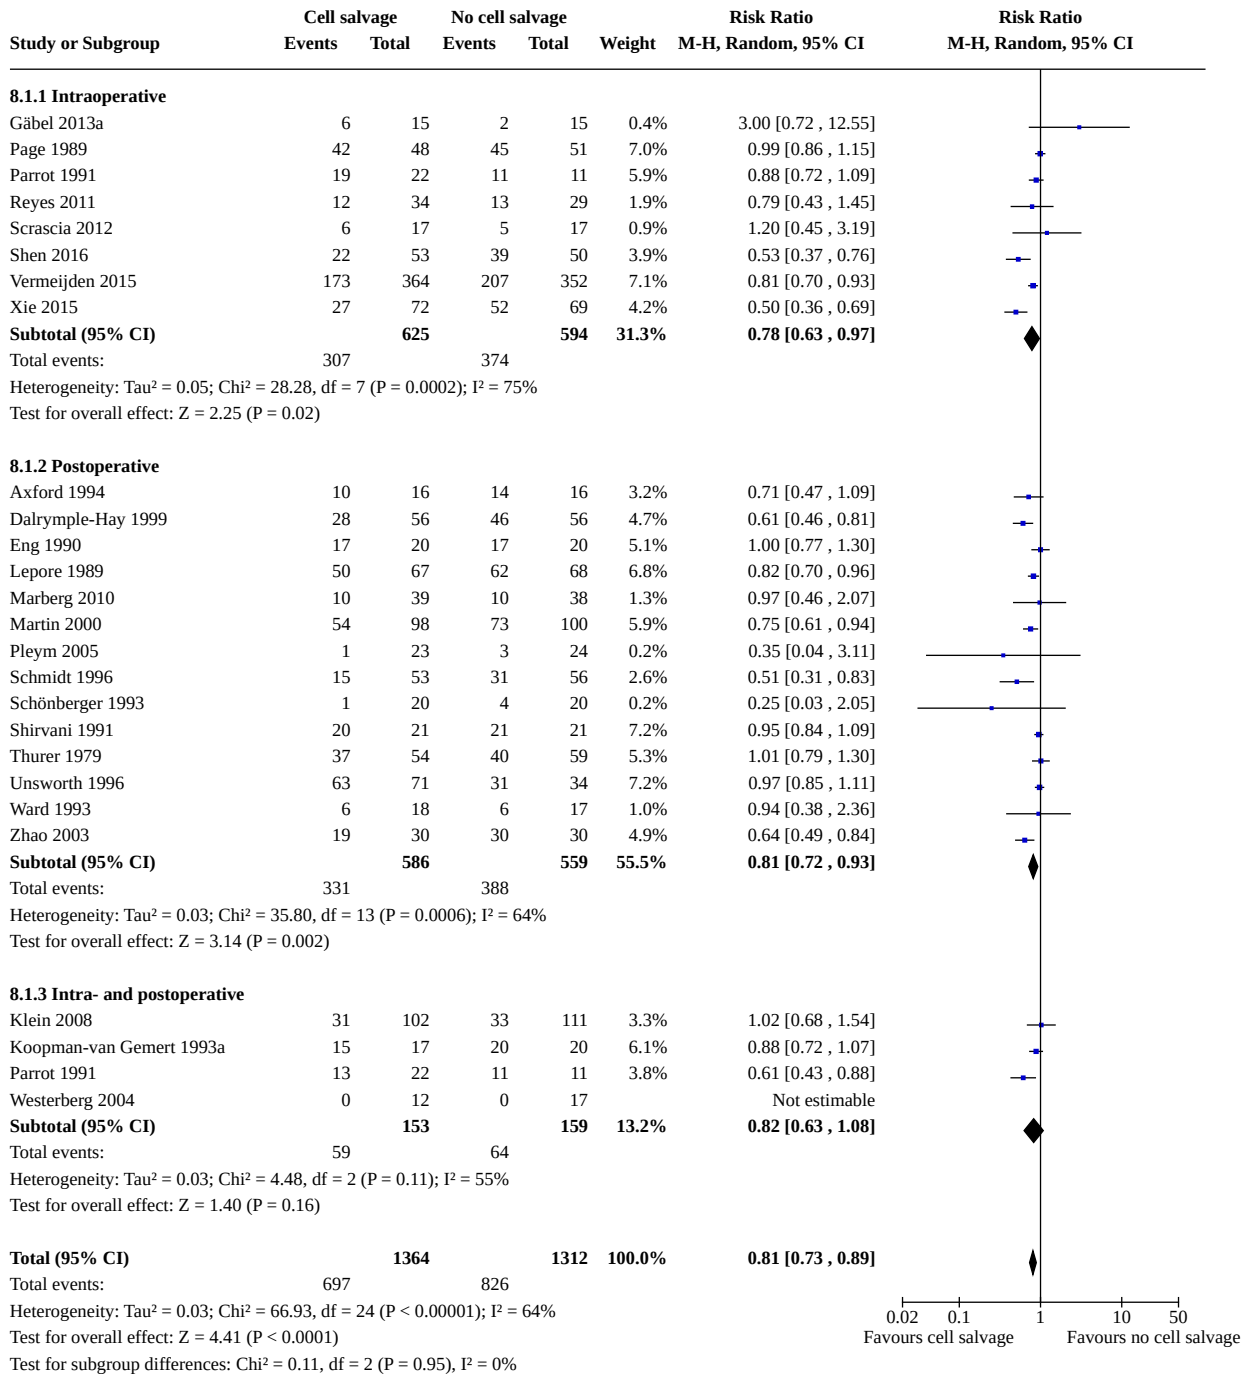 Cell salvage No cell salvage Risk Ratio Risk Ratio
Study or Subgroup Events Total Events Total Weight M-H, Random, 95% CI M-H, Random, 95% CI
8.1.1 Intraoperative
Gäbel 2013a 6 15 2 15 0.4% 3.00 [0.72 , 12.55]
Page 1989 42 48 45 51 7.0% 0.99 [0.86 , 1.15]
Parrot 1991 19 22 11 11 5.9% 0.88 [0.72 , 1.09]
Reyes 2011 12 34 13 29 1.9% 0.79 [0.43 , 1.45]
Scrascia 2012 6 17 5 17 0.9% 1.20 [0.45 , 3.19]
Shen 2016 22 53 39 50 3.9% 0.53 [0.37 , 0.76]
Vermeijden 2015 173 364 207 352 7.1% 0.81 [0.70 , 0.93]
Xie 2015 27 72 52 69 4.2% 0.50 [0.36 , 0.69]
Subtotal (95% CI) 625 594 31.3% 0.78 [0.63 , 0.97]
Total events: 307 374
Heterogeneity: Tau² = 0.05; Chi² = 28.28, df = 7 (P = 0.0002); I² = 75%
Test for overall effect: Z = 2.25 (P = 0.02)
8.1.2 Postoperative
Axford 1994 10 16 14 16 3.2% 0.71 [0.47 , 1.09]
Dalrymple-Hay 1999 28 56 46 56 4.7% 0.61 [0.46 , 0.81]
Eng 1990 17 20 17 20 5.1% 1.00 [0.77 , 1.30]
Lepore 1989 50 67 62 68 6.8% 0.82 [0.70 , 0.96]
Marberg 2010 10 39 10 38 1.3% 0.97 [0.46 , 2.07]
Martin 2000 54 98 73 100 5.9% 0.75 [0.61 , 0.94]
Pleym 2005 1 23 3 24 0.2% 0.35 [0.04 , 3.11]
Schmidt 1996 15 53 31 56 2.6% 0.51 [0.31 , 0.83]
Schönberger 1993 1 20 4 20 0.2% 0.25 [0.03 , 2.05]
Shirvani 1991 20 21 21 21 7.2% 0.95 [0.84 , 1.09]
Thurer 1979 37 54 40 59 5.3% 1.01 [0.79 , 1.30]
Unsworth 1996 63 71 31 34 7.2% 0.97 [0.85 , 1.11]
Ward 1993 6 18 6 17 1.0% 0.94 [0.38 , 2.36]
Zhao 2003 19 30 30 30 4.9% 0.64 [0.49 , 0.84]
Subtotal (95% CI) 586 559 55.5% 0.81 [0.72 , 0.93]
Total events: 331 388
Heterogeneity: Tau² = 0.03; Chi² = 35.80, df = 13 (P = 0.0006); I² = 64%
Test for overall effect: Z = 3.14 (P = 0.002)
8.1.3 Intra- and postoperative
Klein 2008 31 102 33 111 3.3% 1.02 [0.68 , 1.54]
Koopman-van Gemert 1993a 15 17 20 20 6.1% 0.88 [0.72 , 1.07]
Parrot 1991 13 22 11 11 3.8% 0.61 [0.43 , 0.88]
Westerberg 2004 0 12 0 17 Not estimable
Subtotal (95% CI) 153 159 13.2% 0.82 [0.63 , 1.08]
Total events: 59 64
Heterogeneity: Tau² = 0.03; Chi² = 4.48, df = 2 (P = 0.11); I² = 55%
Test for overall effect: Z = 1.40 (P = 0.16)
Total (95% CI) 1364 1312 100.0% 0.81 [0.73 , 0.89]
Total events: 697 826
Heterogeneity: Tau² = 0.03; Chi² = 66.93, df = 24 (P < 0.00001); I² = 64%
Test for overall effect: Z = 4.41 (P < 0.0001)
Test for subgroup differences: Chi² = 0.11, df = 2 (P = 0.95), I² = 0%
0.02 0.1 1 10 50
Favours cell salvage Favours no cell salvage